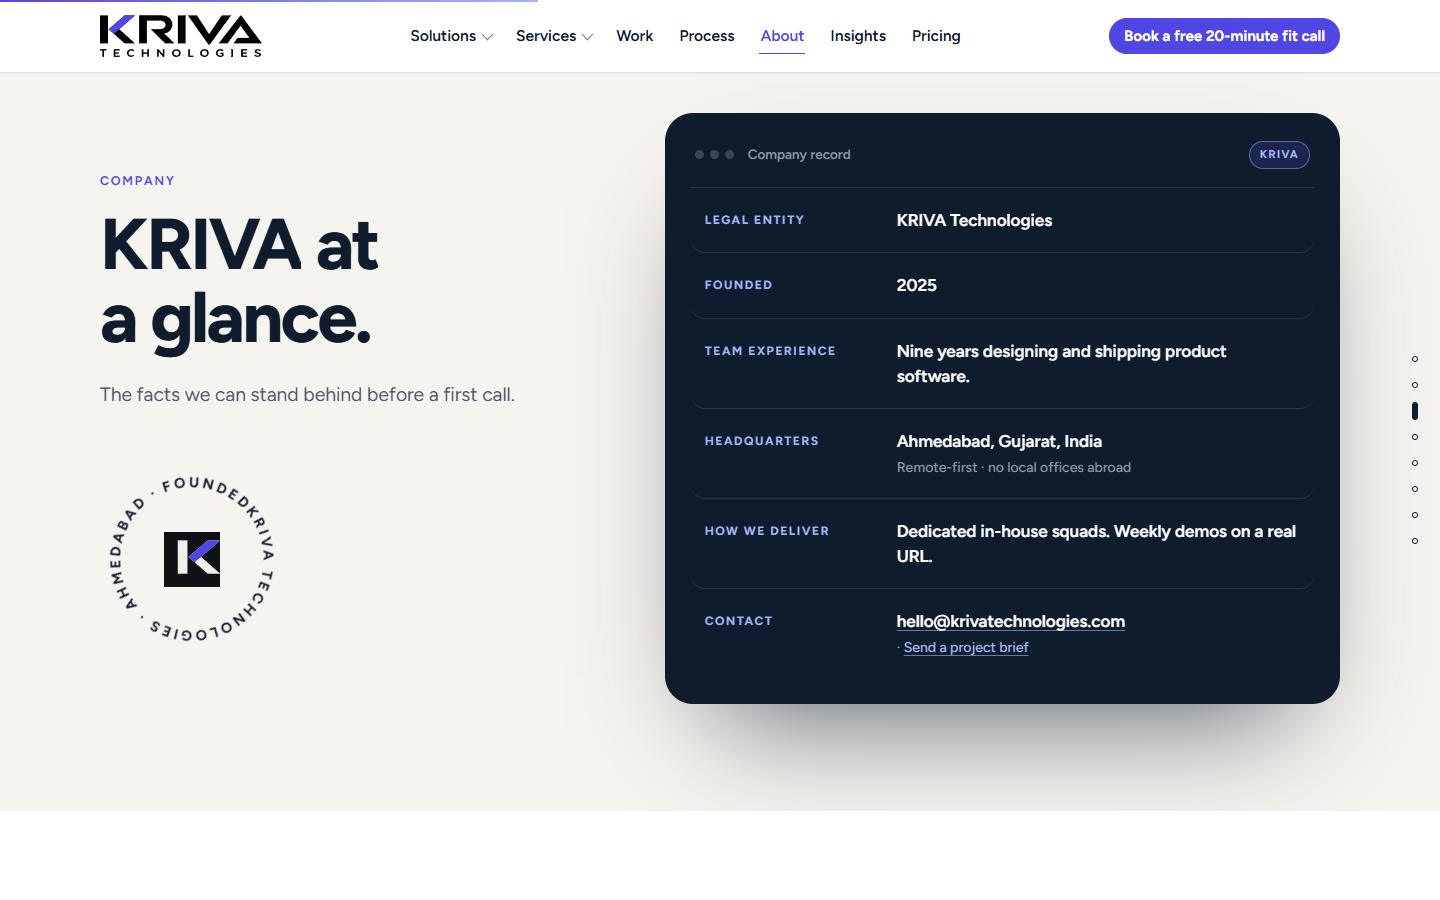 KRIVA
TECHNOLOGIES
Solutions
Services
Work
Process
About
Insights
Pricing
Book a free 20-minute fit call
COMPANY
KRIVA at
a glance.
The facts we can stand behind before a first call.
KRIVA TECHNOLOGIES · AHMEDABAD · FOUNDED
K
Company record
KRIVA
LEGAL ENTITY
KRIVA Technologies
FOUNDED
2025
TEAM EXPERIENCE
Nine years designing and shipping product
software.
HEADQUARTERS
Ahmedabad, Gujarat, India
Remote-first · no local offices abroad
HOW WE DELIVER
Dedicated in-house squads. Weekly demos on a real
URL.
CONTACT
hello@krivatechnologies.com
· Send a project brief